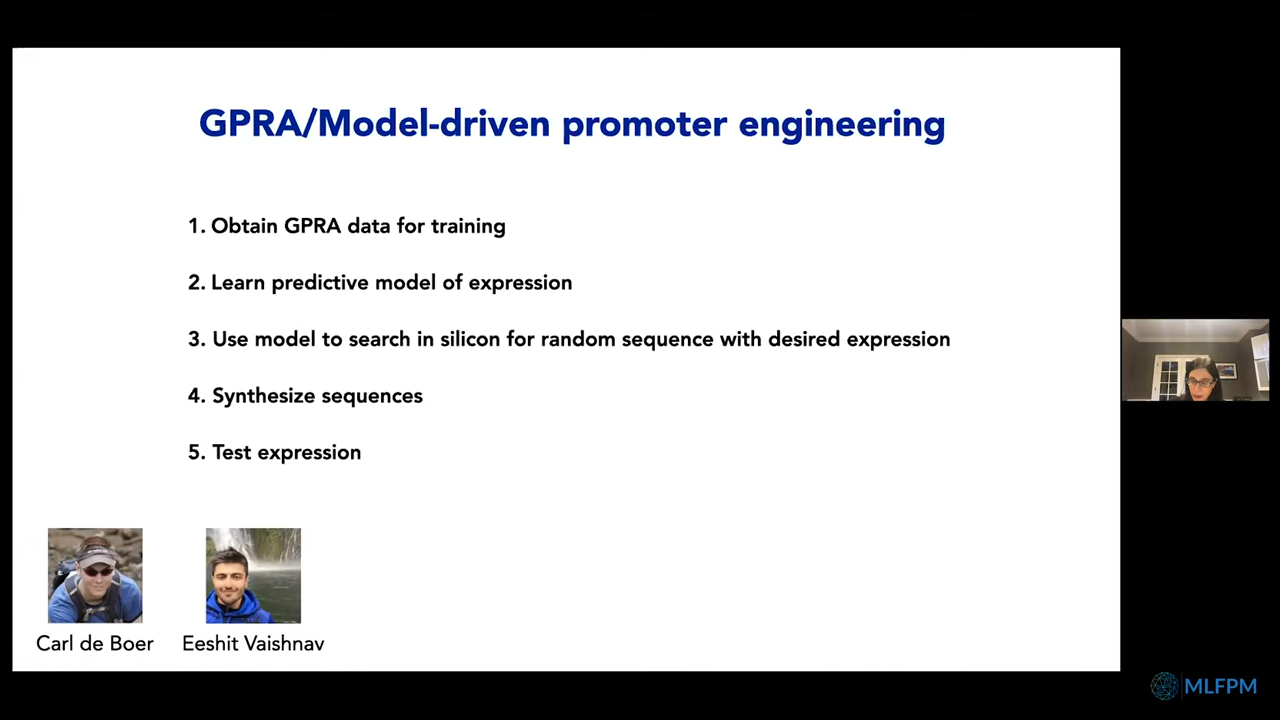 GPRA/Model-driven promoter engineering
1. Obtain GPRA data for training
2. Learn predictive model of expression
3. Use model to search in silicon for random sequence with desired expression
4. Synthesize sequences
5. Test expression
Carl de Boer
Eeshit Vaishnav
MLFPM